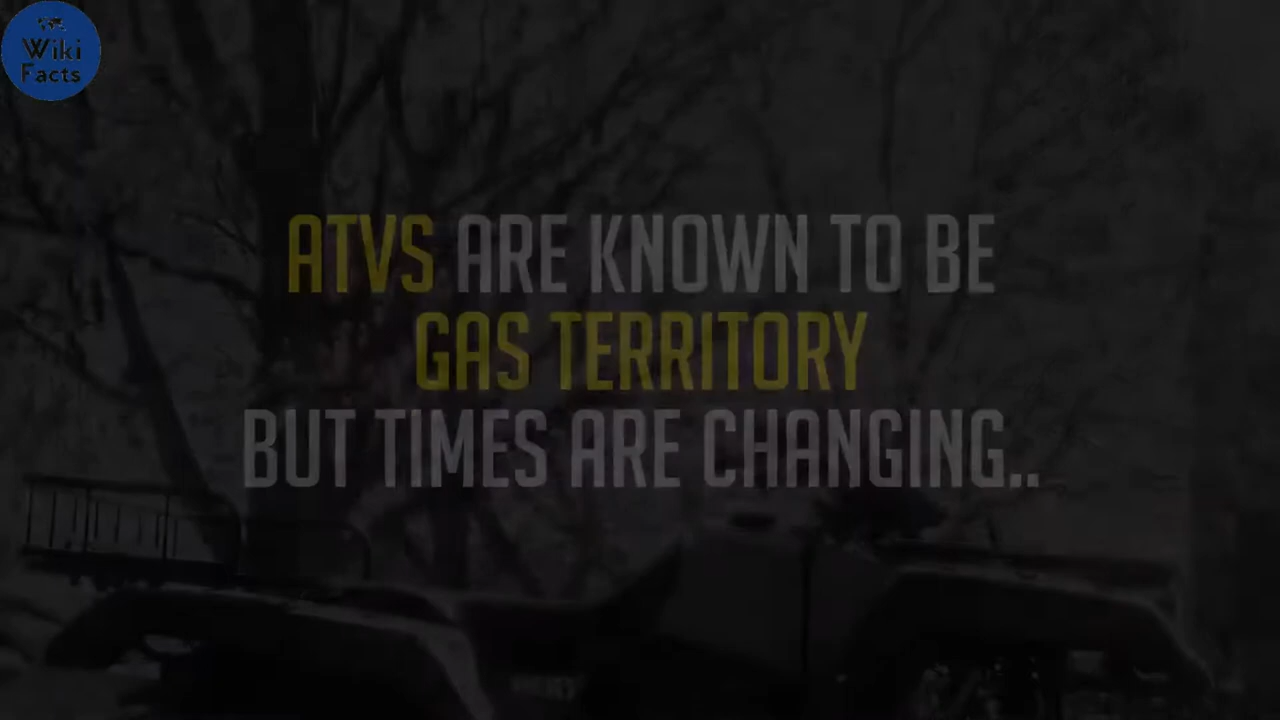 Wiki
Facts
ATVS ARE KNOWN TO BE
GAS TERRITORY
BUT TIMES ARE CHANGING..